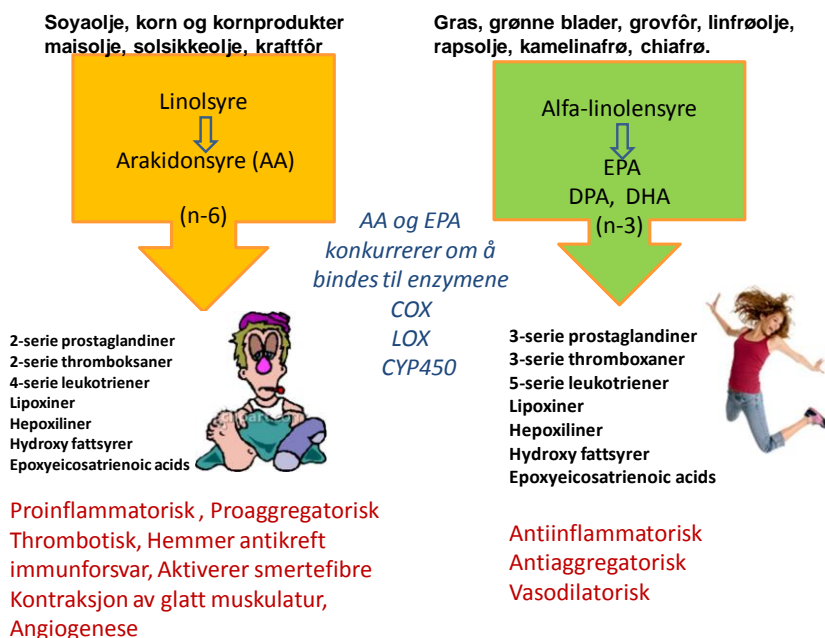 Soyaolje, korn og kornprodukter
maisolje, solsikkeolje, kraftfôr
Linolsyre
Arakidonsyre (AA)
(n-6)
Gras, grønne blader, grovfôr, linfrøolje,
rapsolje, kamelinafrø, chiafrø.
Alfa-linolensyre
EPA
DPA, DHA
(n-3)
AA og EPA
konkurrerer om å
bindes til enzymene
COX
LOX
CYP450
2-serie prostaglandiner
2-serie thromboksaner
4-serie leukotriener
Lipoxiner
Hepoxiliner
Hydroxy fattsyrer
Epoxyeicosatrienoic acids
3-serie prostaglandiner
3-serie thromboxaner
5-serie leukotriener
Lipoxiner
Hepoxiliner
Hydroxy fattsyrer
Epoxyeicosatrienoic acids
Proinflammatorisk , Proaggregatorisk
Thrombotisk, Hemmer antikreft
immunforsvar, Aktiverer smertefibre
Kontraksjon av glatt muskulatur,
Angiogenese
Antiinflammatorisk
Antiaggregatorisk
Vasodilatorisk